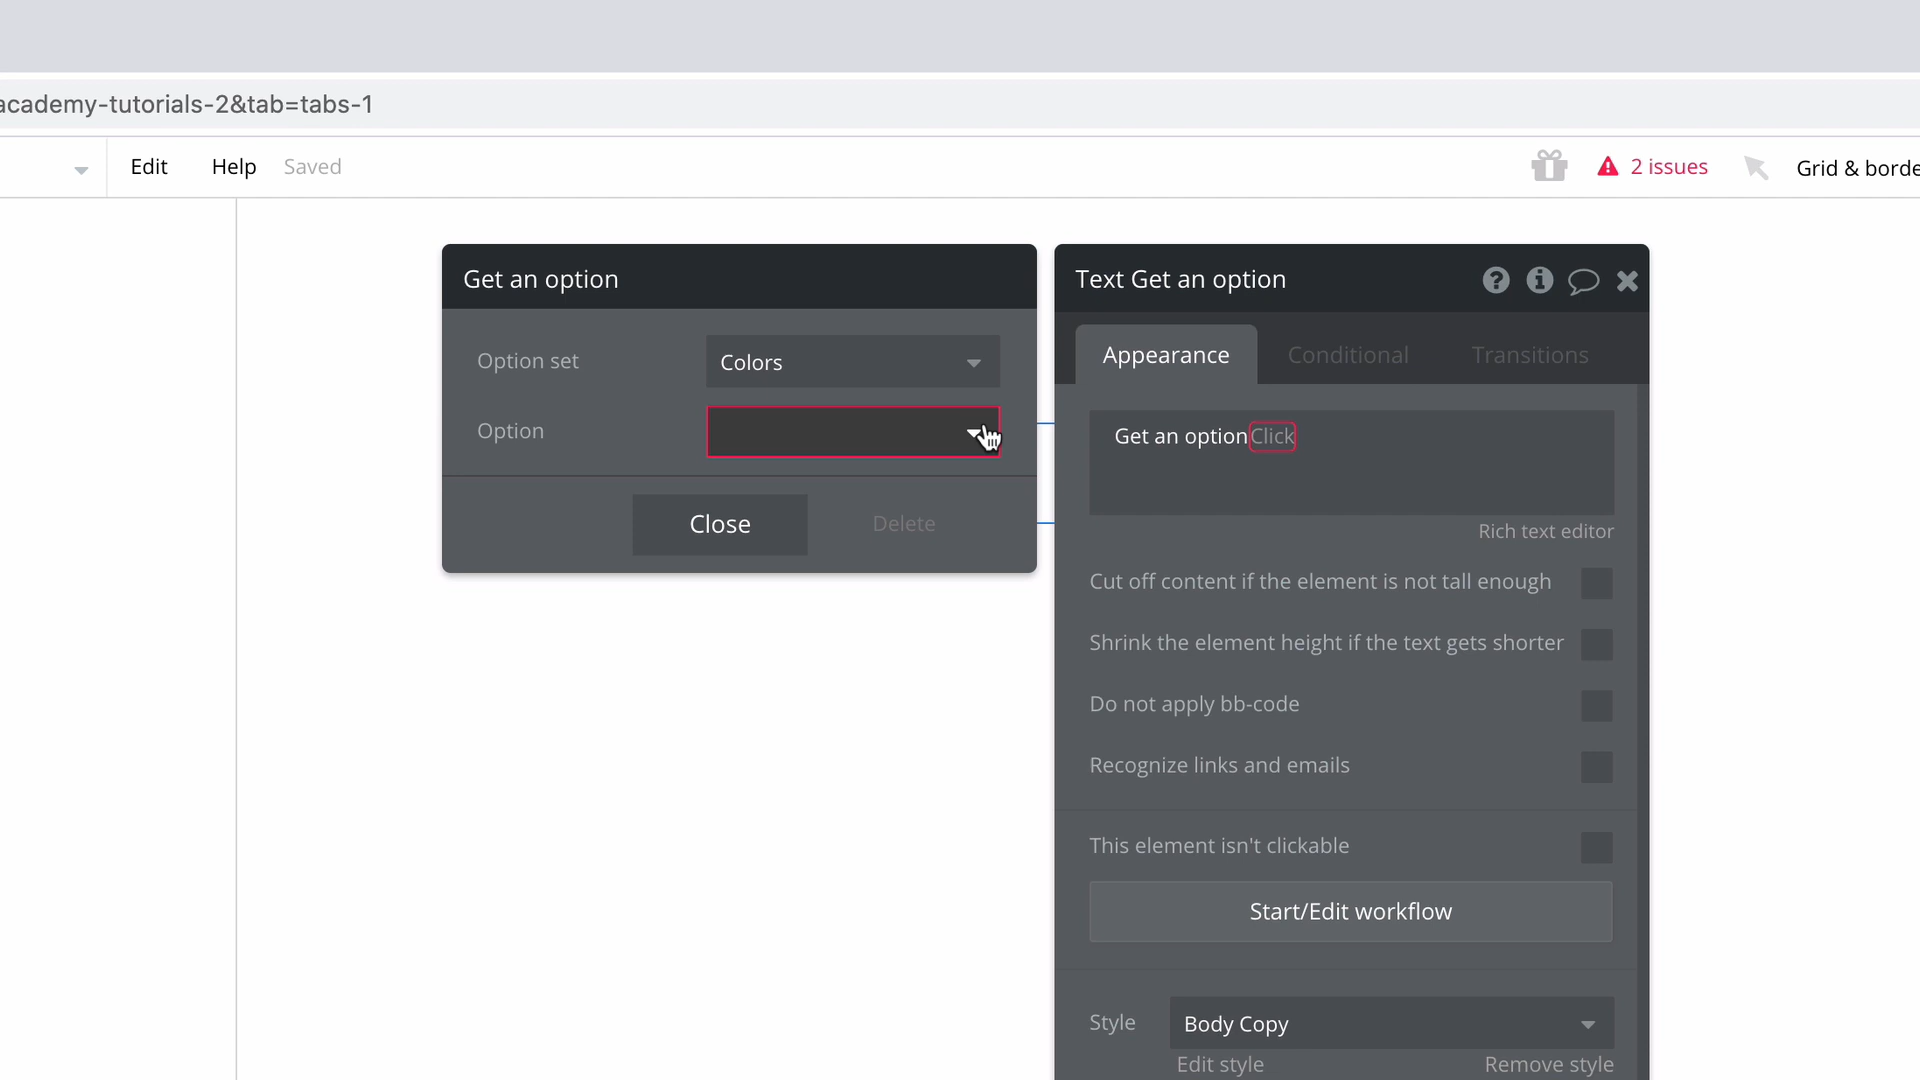 academy-tutorials-2&tab=tabs-1
Edit Help Saved 2 issues Grid & borde
Get an option
Option set Colors
Option
Close Delete
Text Get an option
Appearance Conditional Transitions
Get an option Click
Rich text editor
Cut off content if the element is not tall enough
Shrink the element height if the text gets shorter
Do not apply bb-code
Recognize links and emails
This element isn't clickable
Start/Edit workflow
Style Body Copy
Edit style Remove style